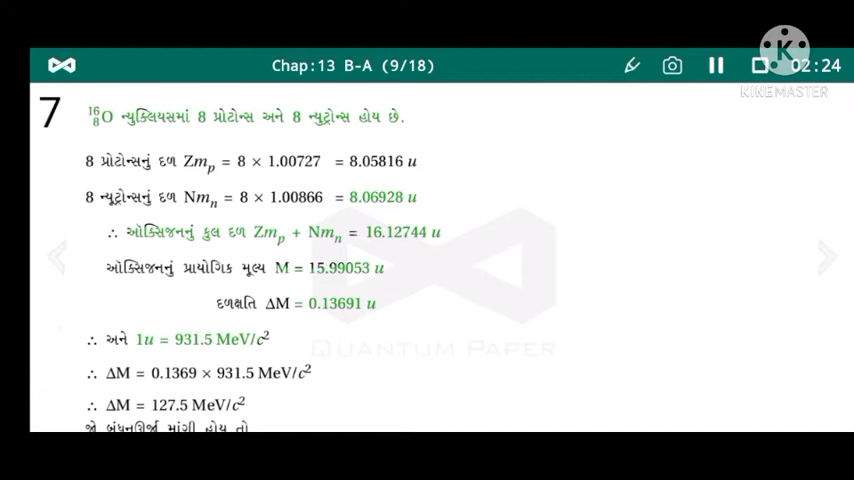 Chap:13 B-A (9/18)
02:24
KINEMASTER
7
¹⁶₈O ન્યુક્લિયસમાં 8 પ્રોટોન્સ અને 8 ન્યુટ્રોન્સ હોય છે.
8 પ્રોટોન્સનું દળ Zmₚ = 8 × 1.00727 = 8.05816 u
8 ન્યૂટ્રોન્સનું દળ Nmₙ = 8 × 1.00866 = 8.06928 u
∴ ઑક્સિજનનું કુલ દળ Zmₚ + Nmₙ = 16.12744 u
ઑક્સિજનનું પ્રાયોગિક મૂલ્ય M = 15.99053 u
દળક્ષતિ ΔM = 0.13691 u
∴ અને 1u = 931.5 MeV/c²
QUANTUM PAPER
∴ ΔM = 0.1369 × 931.5 MeV/c²
∴ ΔM = 127.5 MeV/c²
જો બંધનઊર્જા માંગી હોય તો